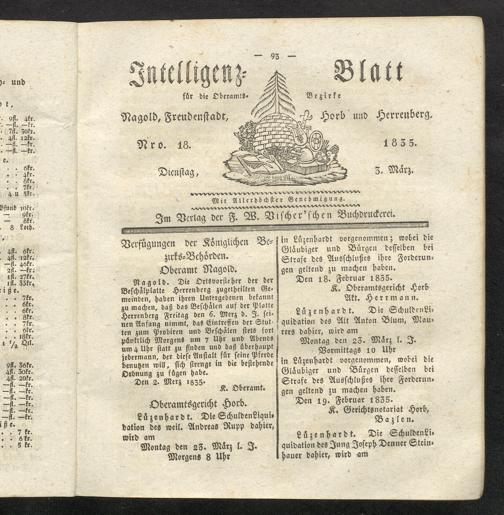 — 93 —
Intelligenz- Blatt
für die Oberamts- Bezirke
Nagold, Freudenstadt, Horb und Herrenberg.
Nro. 18. 1835.
Dienstag, 3. März.
Mit Allerhöchster Genehmigung.
Im Verlag der F. W. Vischer'schen Buchdruckerei.
Verfügungen der Königlichen Be-
zirks-Behörden.
Oberamt Nagold.
Nagold. Die Ortsvorsteher der der
Beschälplatte Herrenberg zugetheilten Ge-
meinden, haben ihren Untergebenen bekannt
zu machen, daß das Beschälen auf der Platte
Herrenberg Freitag des 6. Merz d. J. sei-
nen Anfang nimmt, das Eintreffen der Stut-
ten zum Probiren und Beschälen stets fort
pünktlich Morgens um 7 Uhr und Abends
um 4 Uhr statt zu finden und daß überhaupt
jedermann, der diese Anstalt für seine Pferde
benutzen will, sich strengs in die bestehende
Ordnung zu fügen habe.
Den 2. Merz 1835.
K. Oberamt.
Oberamtsgericht Horb.
Lützenhardt. Die SchuldenLiqui-
dation des weil. Andreas Rupp dahier,
wird am
Montag den 23. März l. J.
Morgens 8 Uhr
in Lüzenhardt vorgenommen; wobei die
Gläubiger und Bürgen desselben bei
Strafe des Ausschlusses ihre Forderun-
gen geltend zu machen haben.
Den 18. Februar 1835.
K. Oberamtsgericht Horb
Akt. Herrmann.
Lüzenhardt. Die SchuldenLi-
quidation des Alt Anton Blum, Mau-
rers dahier, wird am
Montag den 23. März l. J.
Vormittags 10 Uhr
in Lüzenhardt vorgenommen, wobei die
Gläubiger und Bürgen desselben bei
Strafe des Ausschlusses ihre Forderun-
gen geltend zu machen haben.
Den 19. Februar 1835.
K. Gerichtsnotariat Horb,
Bazlen.
Lüzenhardt. Die SchuldenLi-
quidation des Jung Joseph Denner Stein-
hauer dahier, wird am